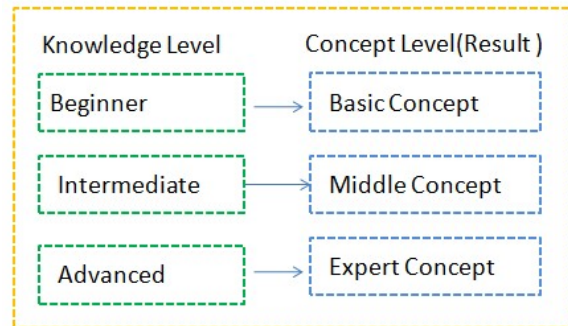 Knowledge Level
Concept Level(Result )
Beginner
Basic Concept
Intermediate
Middle Concept
Advanced
Expert Concept